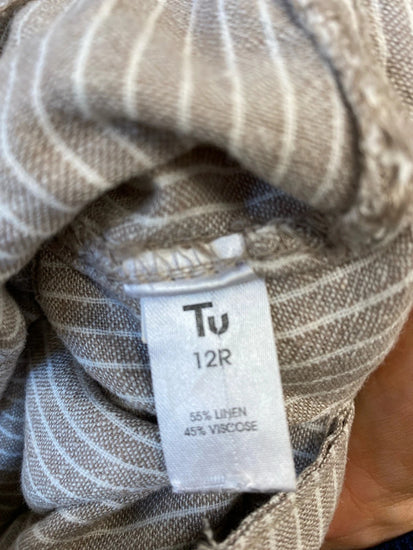 Tu
12R
55% LINEN
45% VISCOSE